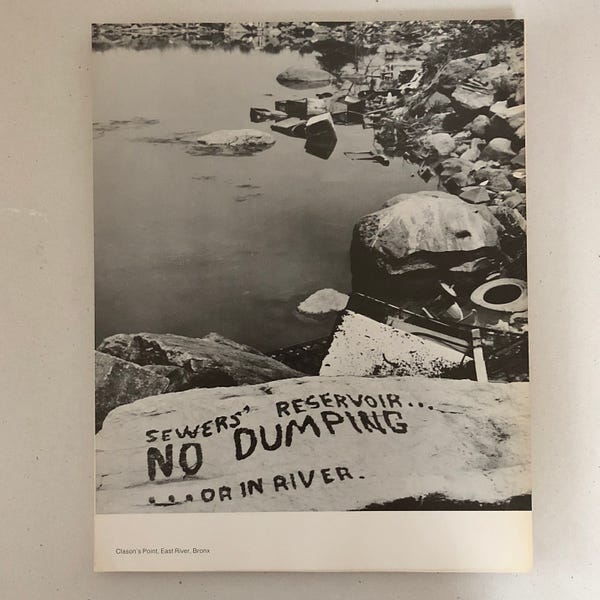 SEWERS' RESERVOIR...
NO DUMPING
...OR IN RIVER.
Clason's Point, East River, Bronx